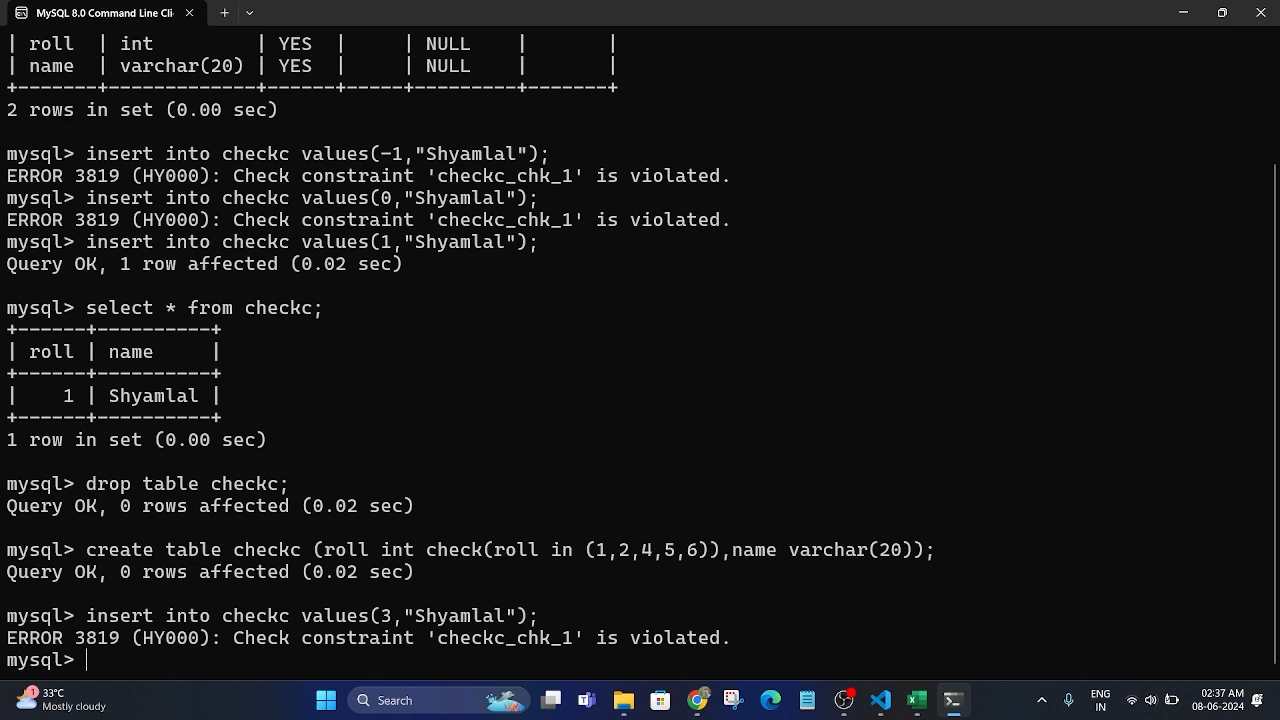 MySQL 8.0 Command Line Cli
| roll  | int         | YES  |     | NULL    |       |
| name  | varchar(20) | YES  |     | NULL    |       |
+-------+-------------+------+-----+---------+-------+
2 rows in set (0.00 sec)
mysql> insert into checkc values(-1,"Shyamlal");
ERROR 3819 (HY000): Check constraint 'checkc_chk_1' is violated.
mysql> insert into checkc values(0,"Shyamlal");
ERROR 3819 (HY000): Check constraint 'checkc_chk_1' is violated.
mysql> insert into checkc values(1,"Shyamlal");
Query OK, 1 row affected (0.02 sec)
mysql> select * from checkc;
+------+----------+
| roll | name     |
+------+----------+
|    1 | Shyamlal |
+------+----------+
1 row in set (0.00 sec)
mysql> drop table checkc;
Query OK, 0 rows affected (0.02 sec)
mysql> create table checkc (roll int check(roll in (1,2,4,5,6)),name varchar(20));
Query OK, 0 rows affected (0.02 sec)
mysql> insert into checkc values(3,"Shyamlal");
ERROR 3819 (HY000): Check constraint 'checkc_chk_1' is violated.
mysql>
1
33°C
Mostly cloudy
Search
ENG
IN
02:37 AM
08-06-2024